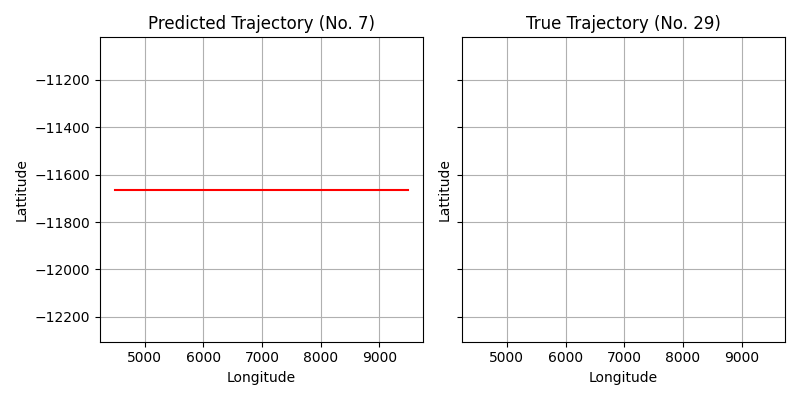 Predicted Trajectory (No. 7)
True Trajectory (No. 29)
Lattitude
−11200
−11400
−11600
−11800
−12000
−12200
5000 6000 7000 8000 9000
Longitude
Lattitude
5000 6000 7000 8000 9000
Longitude